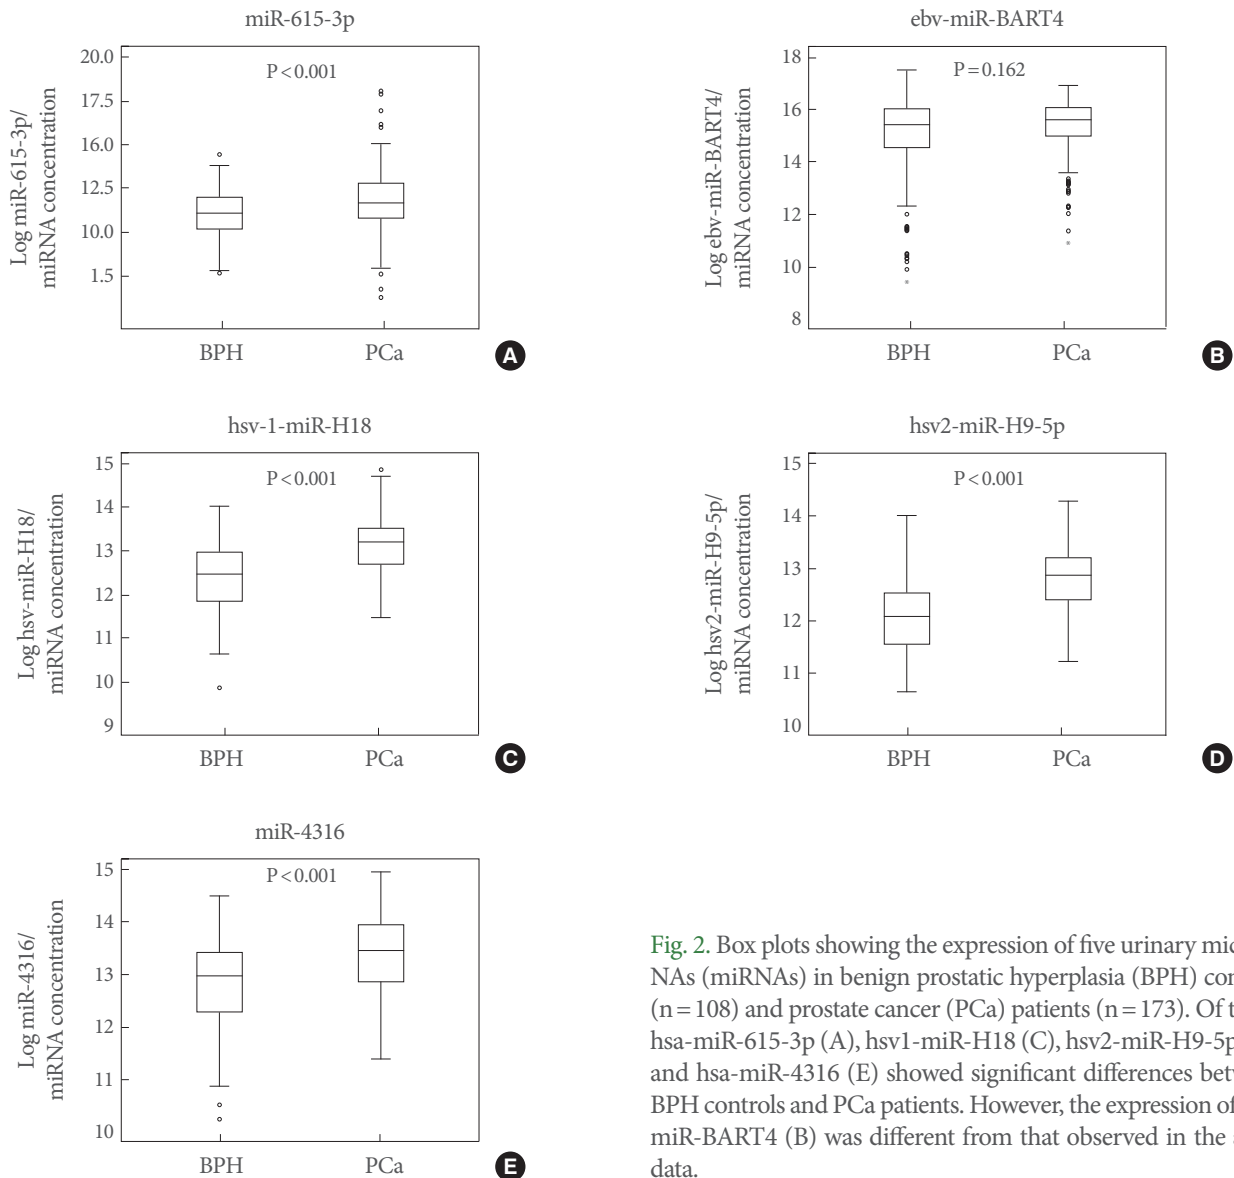 miR-615-3p
Log miR-615-3p/
miRNA concentration
20.0
17.5
16.0
12.5
10.0
1.5
P<0.001
BPH
PCa
A
ebv-miR-BART4
Log ebv-miR-BART4/
miRNA concentration
18
16
14
12
10
8
P=0.162
BPH
PCa
B
hsv-1-miR-H18
Log hsv-miR-H18/
miRNA concentration
15
14
13
12
11
10
9
P<0.001
BPH
PCa
C
hsv2-miR-H9-5p
Log hsv2-miR-H9-5p/
miRNA concentration
15
14
13
12
11
10
P<0.001
BPH
PCa
D
miR-4316
Log miR-4316/
miRNA concentration
15
14
13
12
11
10
P<0.001
BPH
PCa
E
Fig. 2. Box plots showing the expression of five urinary mic
NAs (miRNAs) in benign prostatic hyperplasia (BPH) con
(n=108) and prostate cancer (PCa) patients (n=173). Of t
hsa-miR-615-3p (A), hsv1-miR-H18 (C), hsv2-miR-H9-5p
and hsa-miR-4316 (E) showed significant differences betw
BPH controls and PCa patients. However, the expression of
miR-BART4 (B) was different from that observed in the
data.